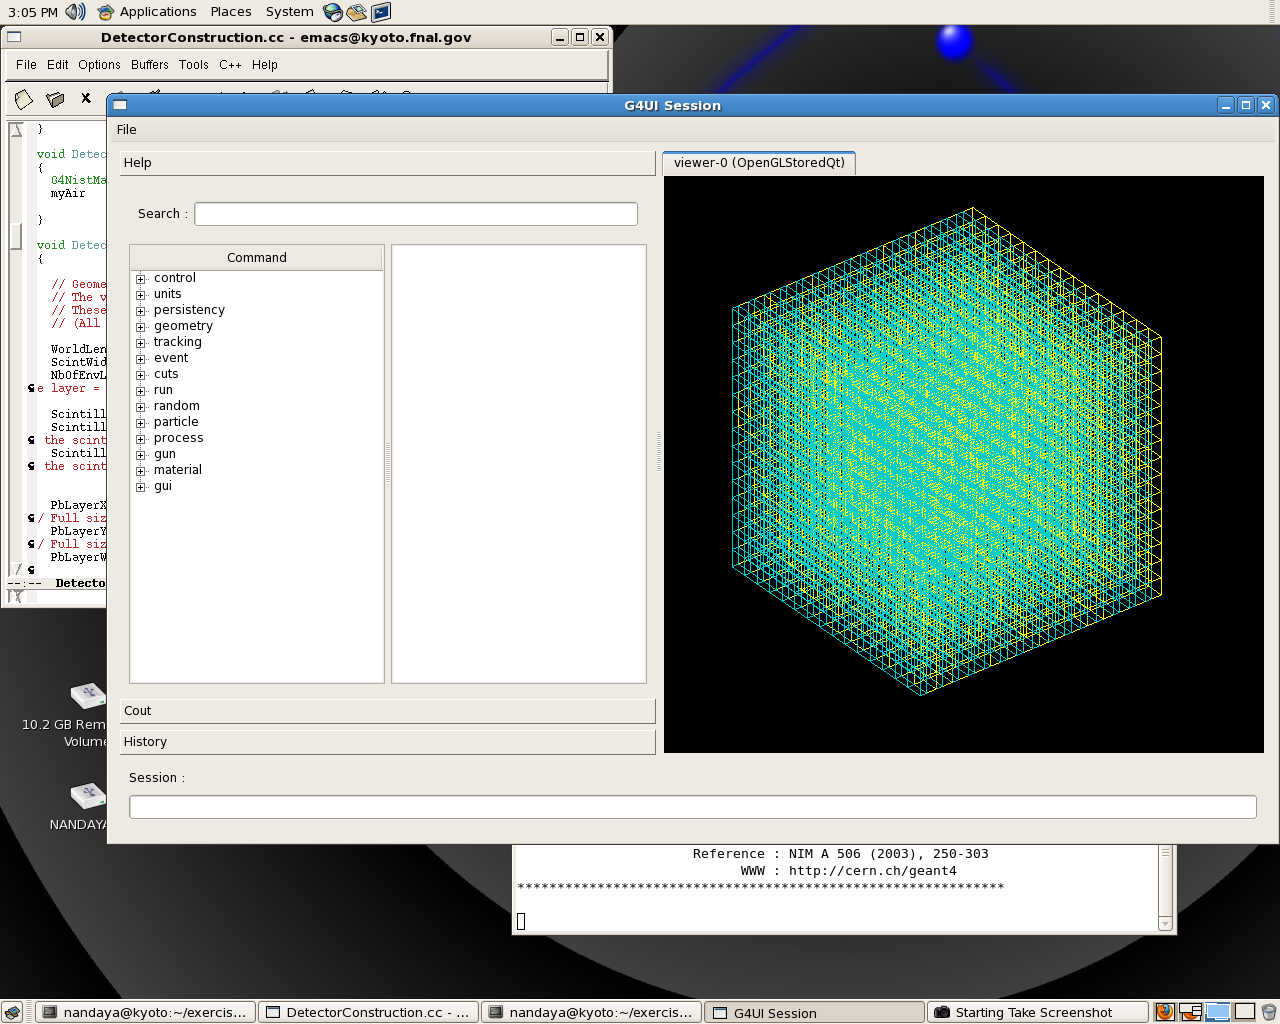 3:05 PM Applications Places System
DetectorConstruction.cc - emacs@kyoto.fnal.gov
File Edit Options Buffers Tools C++ Help
}
void Detec
{
G4NistMa
myAir
}
void Detec
{
// Geome
// The v
// These
// (All
WorldLen
ScintWid
NbOfEnvL
e layer =
Scintill
Scintill
the scint
Scintill
the scint
PbLayerX
/ Full siz
PbLayerY
/ Full siz
PbLayerW
--:-- Detecto
G4UI Session
File
Help
Search :
Command
control
units
persistency
geometry
tracking
event
cuts
run
random
particle
process
gun
material
gui
Cout
History
Session :
viewer-0 (OpenGLStoredQt)
10.2 GB Rem
Volume
NANDAYA
Reference : NIM A 506 (2003), 250-303
WWW : http://cern.ch/geant4
*************************************************************
nandaya@kyoto:~/exercis... DetectorConstruction.cc - ... nandaya@kyoto:~/exercis... G4UI Session Starting Take Screenshot